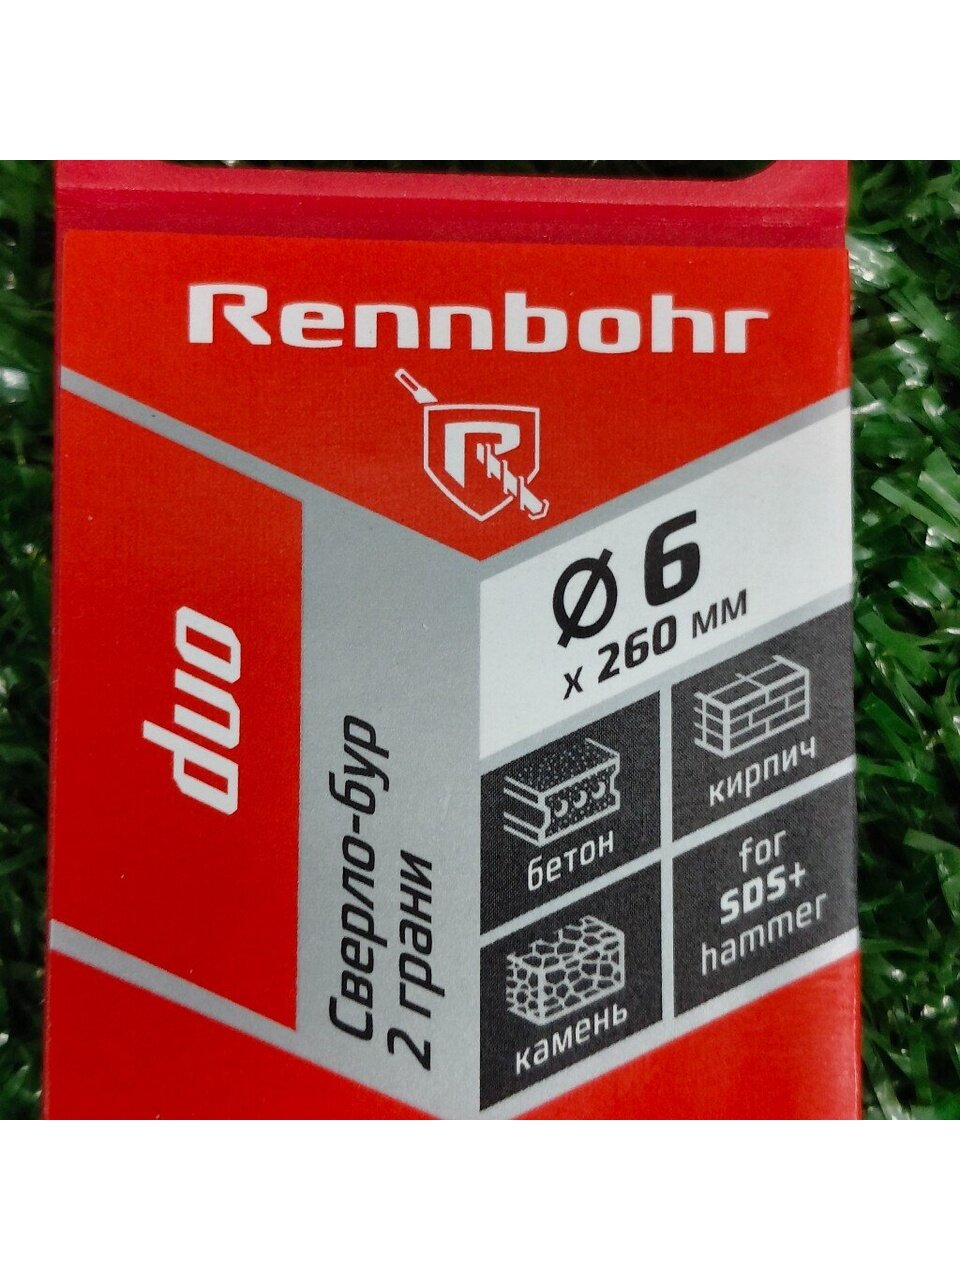 Rennbohr
R
duo
Сверло-бур
2 грани
Ø 6
x 260 мм
бетон
кирпич
камень
for
SDS+
hammer